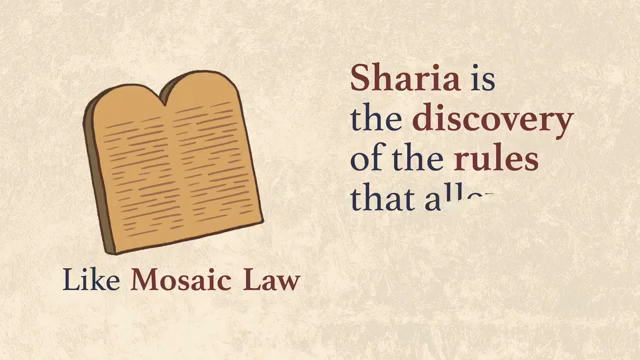 Sharia is
the discovery
of the rules
that
Like Mosaic Law